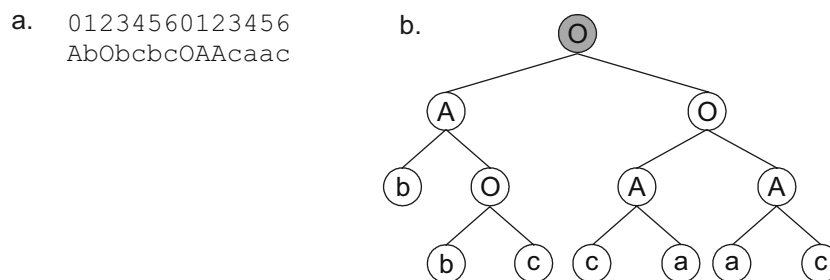 a. 01234560123456
AbObcbcOAAcaac
b.
O
A O
b O A A
b c c a a c